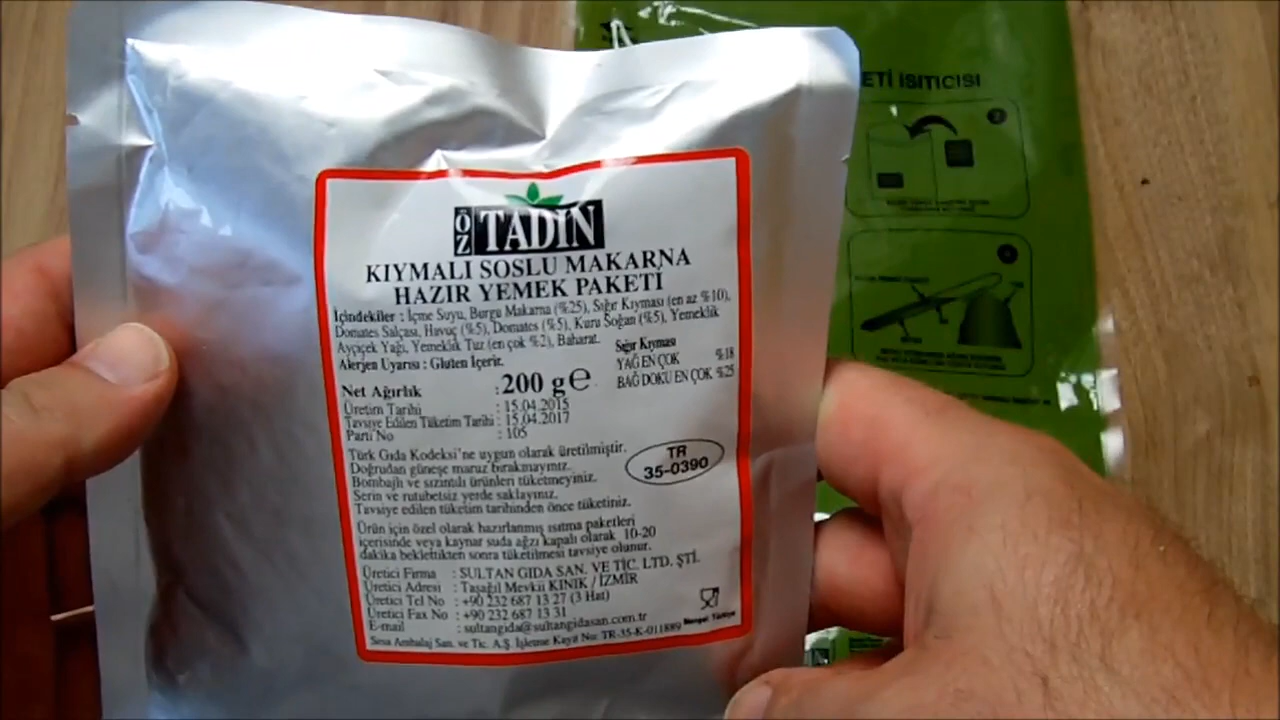 ÖZ TADIN
KIYMALI SOSLU MAKARNA
HAZIR YEMEK PAKETİ
İçindekiler : İçme Suyu, Burgu Makarna (%25), Sığır Kıyması (en az %10),
Domates Salçası, Havuç (%5), Domates (%5), Kuru Soğan (%5), Yemeklik
Ayçiçek Yağı, Yemeklik Tuz (en çok %2), Baharat.
Alerjen Uyarısı : Gluten İçerir.
Sığır Kıyması
YAĞ EN ÇOK %18
BAĞ DOKU EN ÇOK %25
Net Ağırlık : 200 g e
Üretim Tarihi : 15.04.2015
Tavsiye Edilen Tüketim Tarihi : 15.04.2017
Parti No : 105
Türk Gıda Kodeksi'ne uygun olarak üretilmiştir.
Doğrudan güneşe maruz bırakmayınız.
Bombajlı ve sızıntılı ürünleri tüketmeyiniz.
Serin ve rutubetsiz yerde saklayınız.
Tavsiye edilen tüketim tarihinden önce tüketiniz.
TR
35-0390
Ürün için özel olarak hazırlanmış ısıtma paketleri
içerisinde veya kaynar suda ağzı kapalı olarak 10-20
dakika beklettikten sonra tüketilmesi tavsiye olunur.
Üretici Firma : SULTAN GIDA SAN. VE TİC. LTD. ŞTİ.
Üretici Adresi : Taşağıl Mevkii KINIK / İZMİR
Üretici Tel No : +90 232 687 13 27 (3 Hat)
Üretici Fax No : +90 232 687 13 31
E-mail : sultangida@sultangidasan.com.tr
Sesa Ambalaj San. ve Tic. A.Ş. İşletme Kayıt No: TR-35-K-011889 Menşei: Türkiye
ETİ ISITICISI
2
4